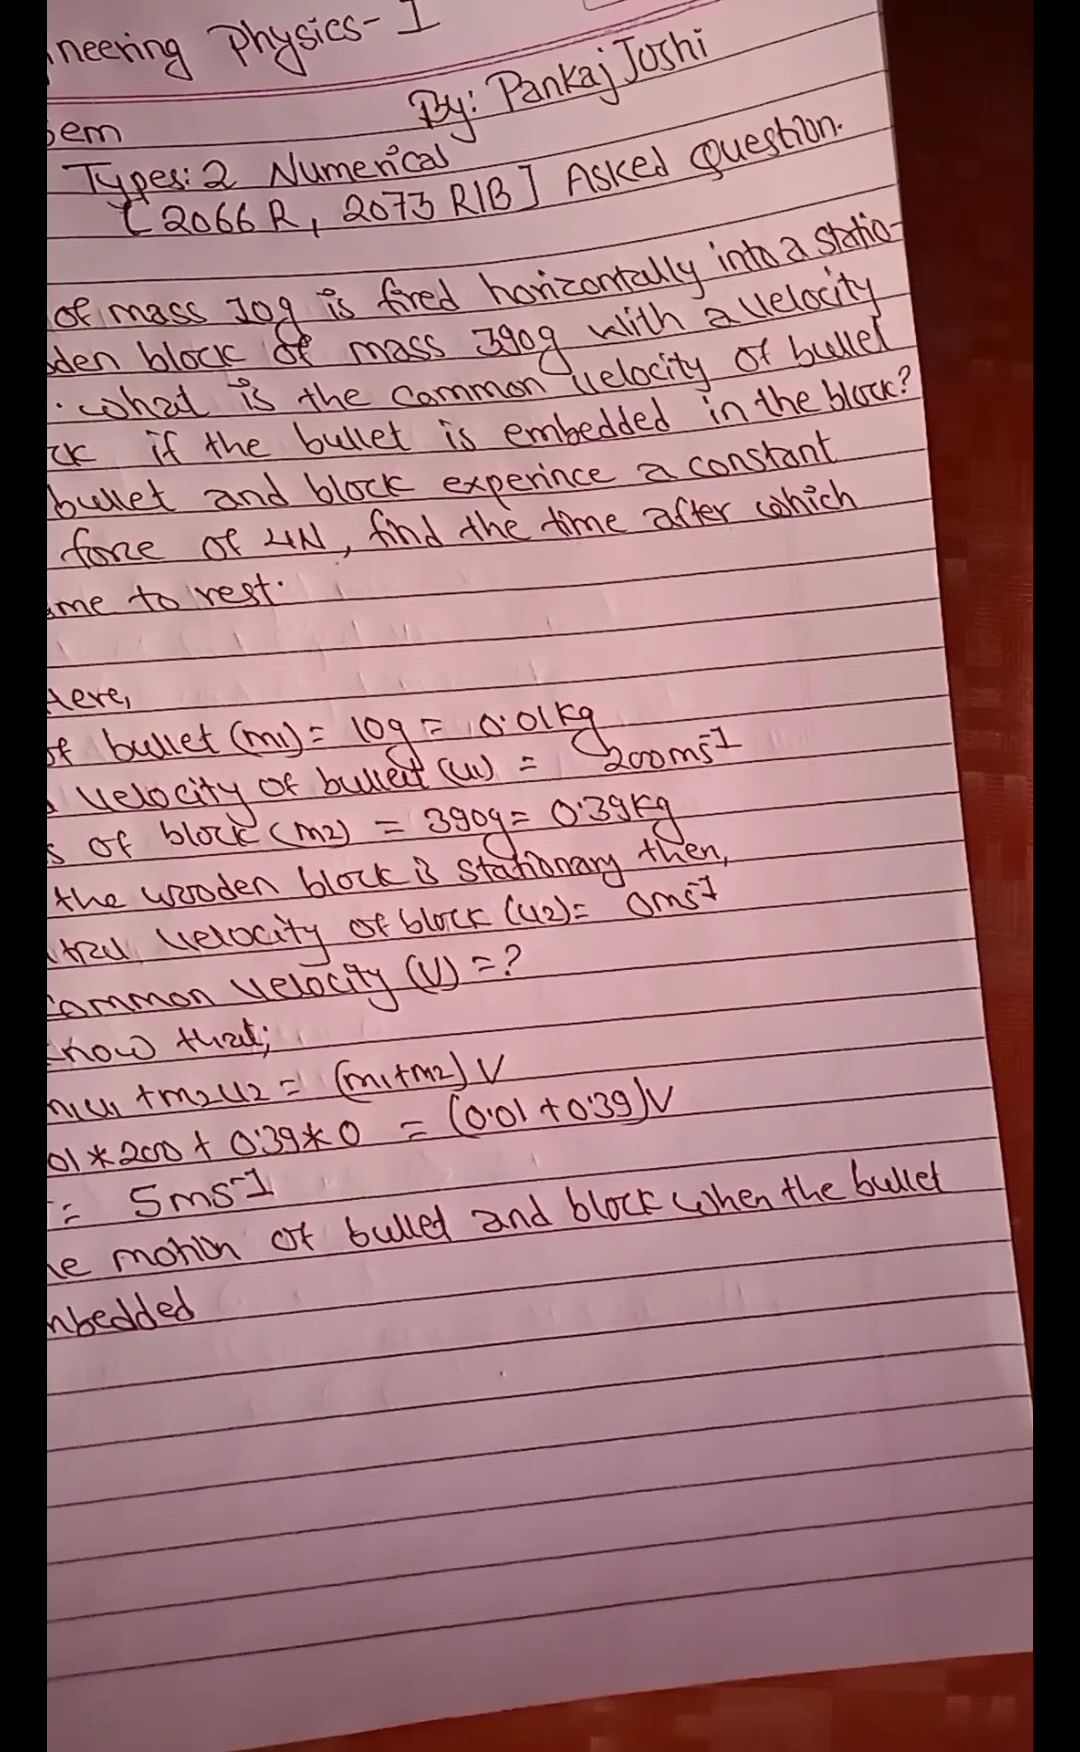 neering Physics-I
By: Pankaj Joshi
sem
Types: 2 Numerical
[2066 R, 2073 R/B] Asked Question.
of mass 10g is fired horizontally into a statio-
den block of mass 390g with a velocity
. what is the common velocity of bullet
ck if the bullet is embedded in the block?
bullet and block experince a constant
force of 4N, find the time after which
ome to rest.
Here,
of bullet (m1) = 10g = 0.01kg
velocity of bullet (u1) = 200ms-1
s of block (m2) = 390g = 0.39kg
the wooden block is stationary then,
itial velocity of block (u2) = 0ms-1
Common velocity (V) = ?
know that;
m1u1 + m2u2 = (m1+m2) V
01 * 200 + 0.39 * 0 = (0.01 + 0.39)V
= 5ms-1
he motion of bullet and block when the bullet
mbedded